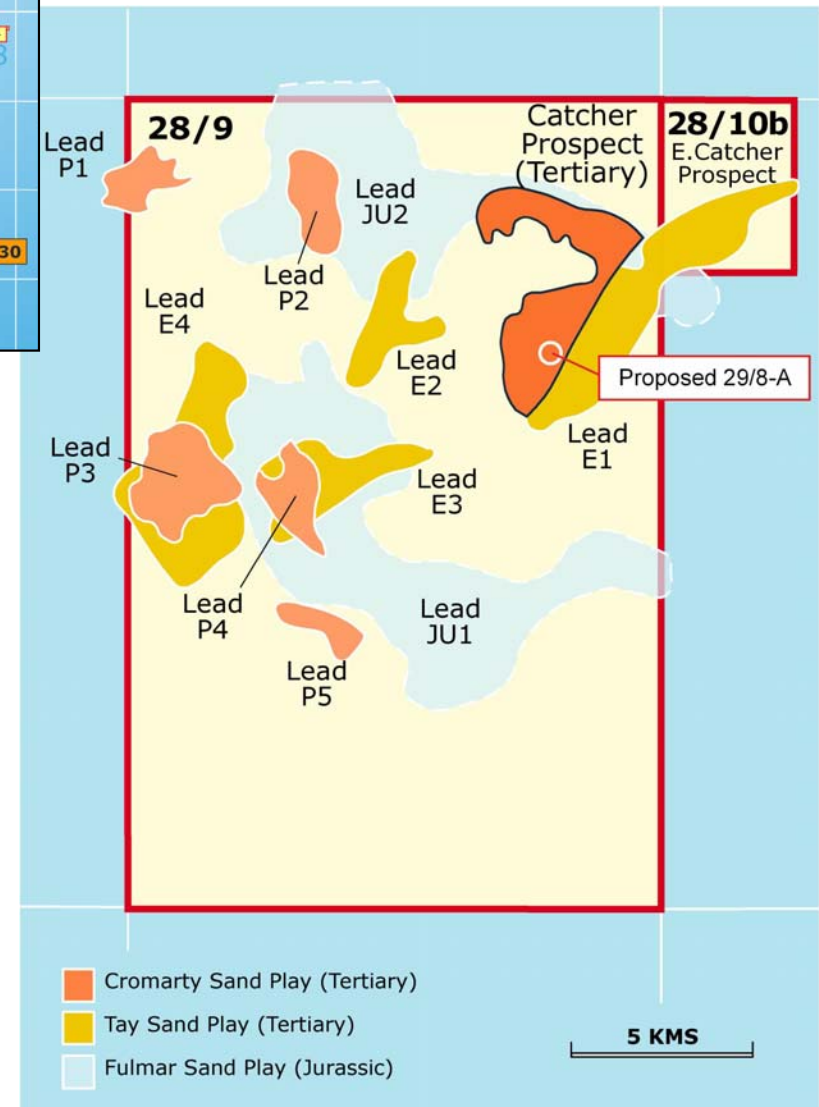 30
28/9
28/10b
E.Catcher
Prospect
Catcher
Prospect
(Tertiary)
Lead
P1
Lead
JU2
Lead
P2
Lead
E4
Lead
E2
Proposed 29/8-A
Lead
E1
Lead
P3
Lead
E3
Lead
P4
Lead
JU1
Lead
P5
Cromarty Sand Play (Tertiary)
Tay Sand Play (Tertiary)
Fulmar Sand Play (Jurassic)
5 KMS